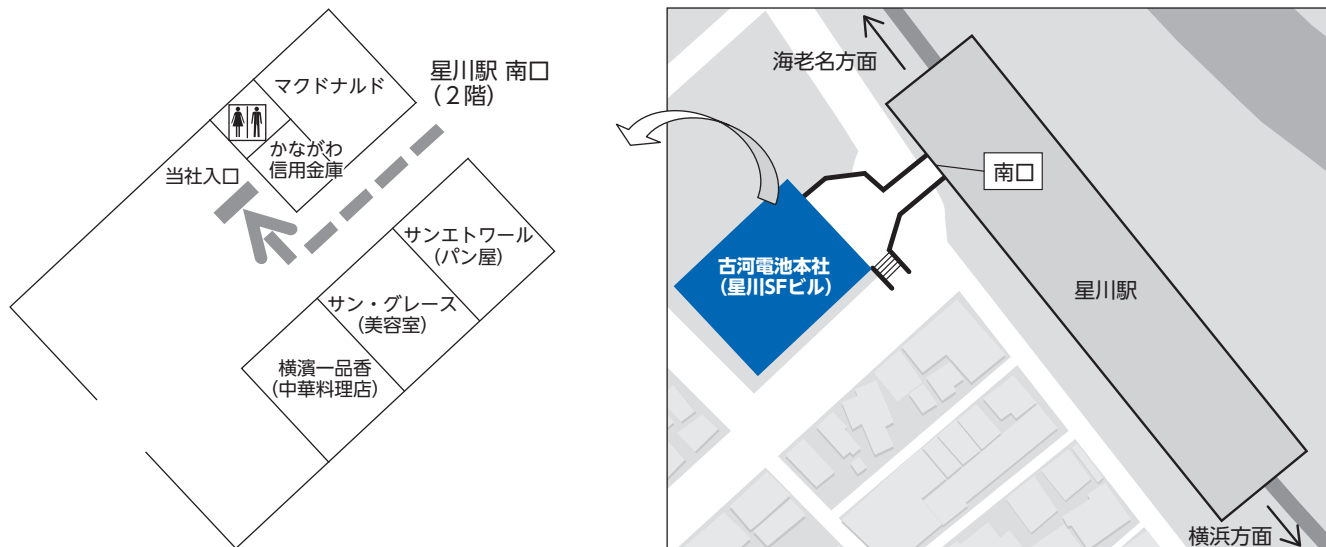 マクドナルド
星川駅 南口
(２階)
かながわ
信用金庫
当社入口
サンエトワール
(パン屋)
サン・グレース
(美容室)
横濱一品香
(中華料理店)
海老名方面
南口
古河電池本社
(星川SFビル)
星川駅
横浜方面